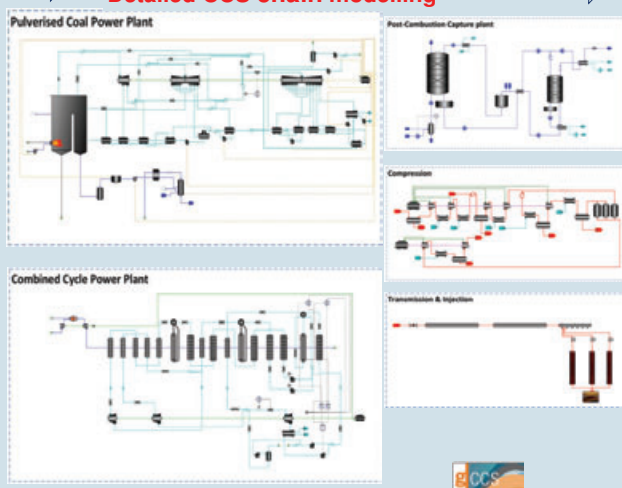 Detailed CCS chain modelling
Pulverised Coal Power Plant
Post-Combustion Capture plant
Compression
Combined Cycle Power Plant
Transmission & Injection
gCCS